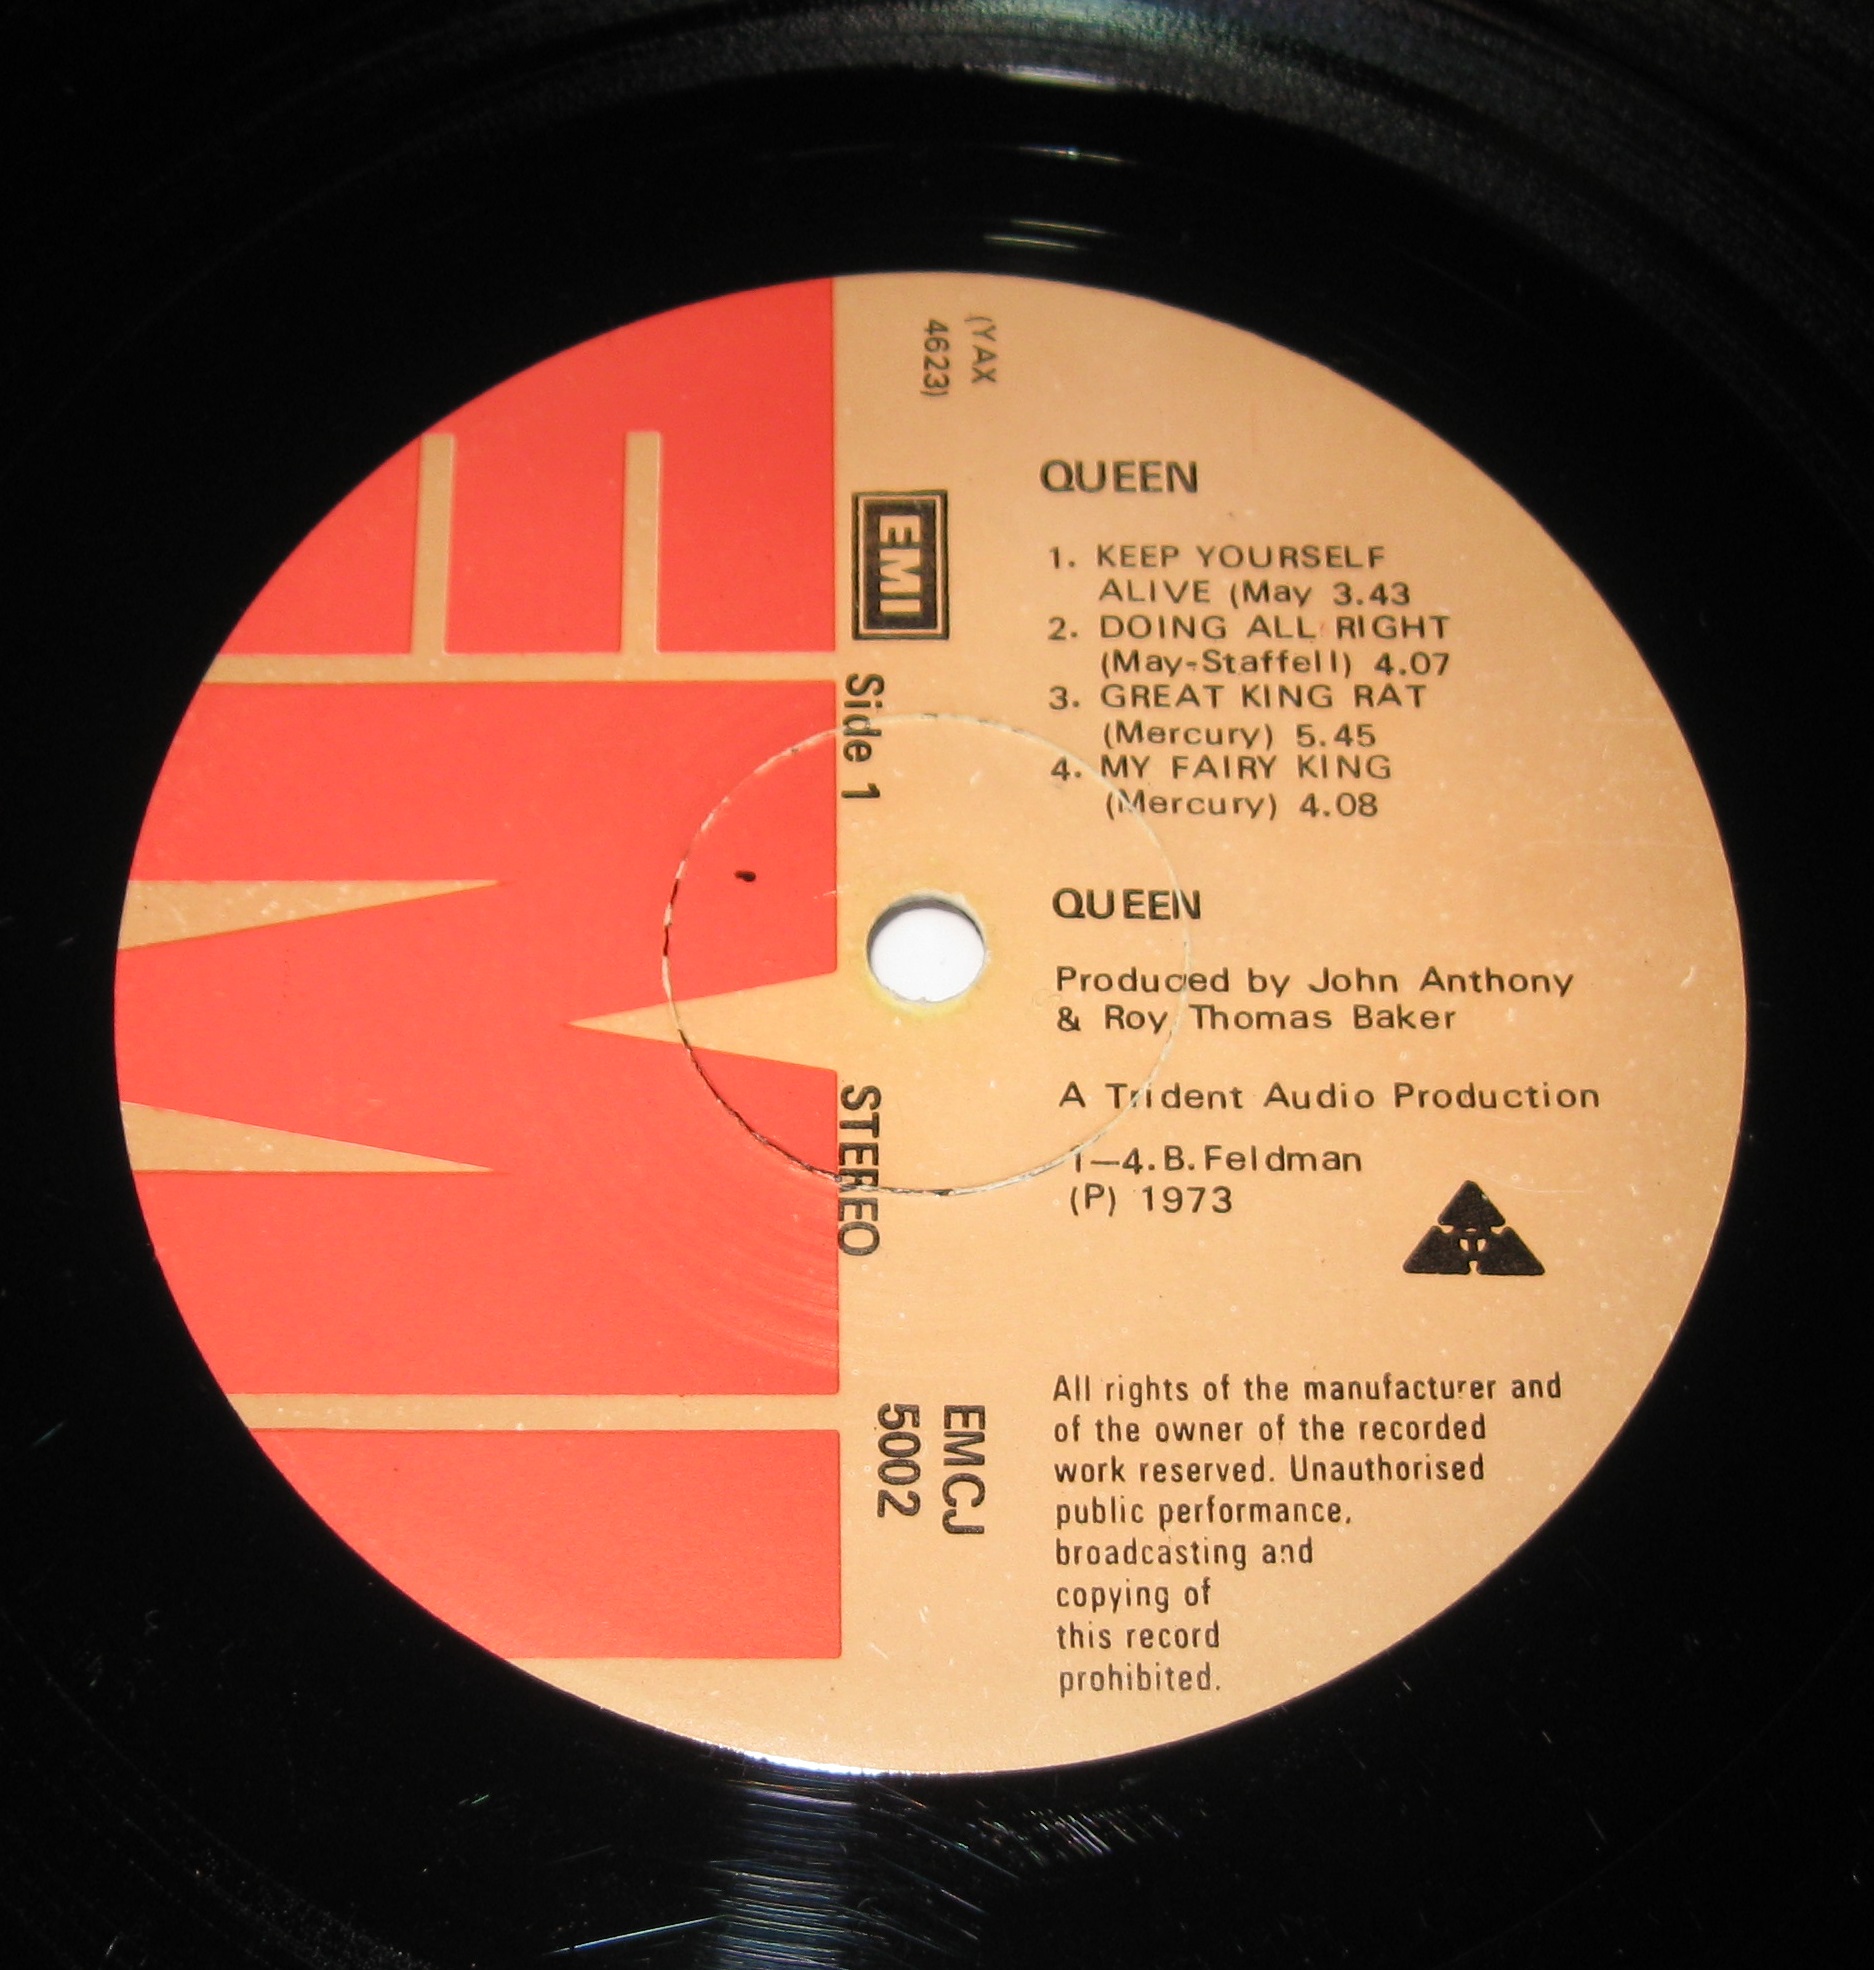 (YAX
4623)
EMI
Side 1
STEREO
EMCJ
5002
QUEEN
1. KEEP YOURSELF
ALIVE (May 3.43
2. DOING ALL RIGHT
(May-Staffell) 4.07
3. GREAT KING RAT
(Mercury) 5.45
4. MY FAIRY KING
(Mercury) 4.08
QUEEN
Produced by John Anthony
& Roy Thomas Baker
A Trident Audio Production
1—4. B. Feldman
(P) 1973
All rights of the manufacturer and
of the owner of the recorded
work reserved. Unauthorised
public performance,
broadcasting and
copying of
this record
prohibited.
EMI